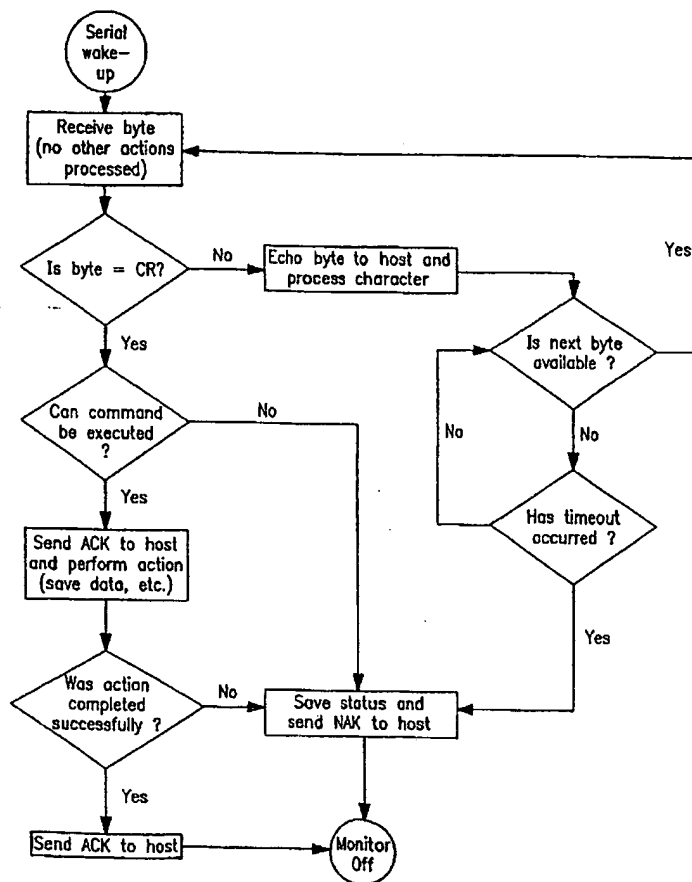 Serial
wake-
up
Receive byte
(no other actions
processed)
Is byte = CR?
No
Echo byte to host and
process character
Yes
Is next byte
available ?
Yes
Can command
be executed
?
No
No
No
Yes
Has timeout
occurred ?
Send ACK to host
and perform action
(save data, etc.)
Yes
Was action
completed
successfully ?
No
Save status and
send NAK to host
Yes
Send ACK to host
Monitor
Off